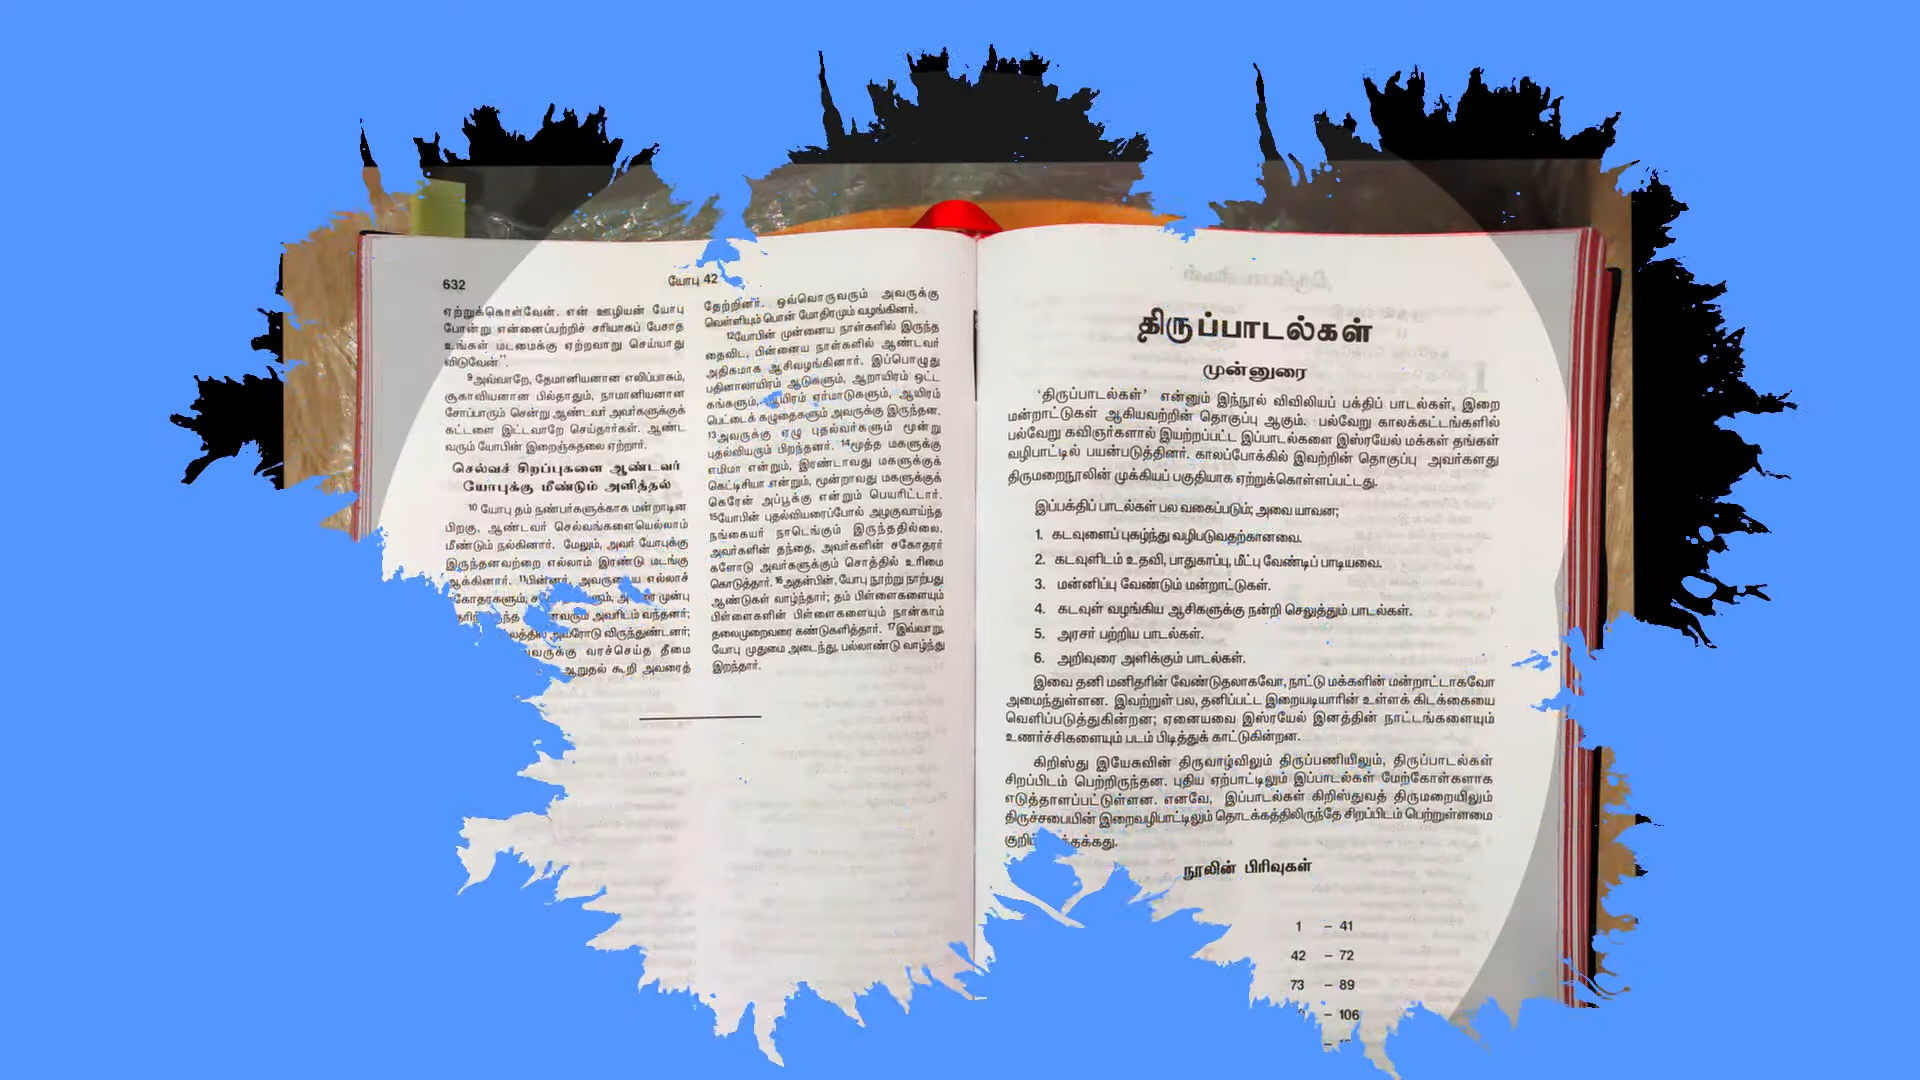 632
யோபு 42
ஏற்றுக்கொள்வேன். என் ஊழியன் யோபு
போன்று என்னைப்பற்றிச் சரியாகப் பேசாத
உங்கள் மடமைக்கு ஏற்றவாறு செய்யாது
விடுவேன்".
9அவ்வாறே, தேமானியனான எலிப்பாகம்,
சூகாவியனான பில்தாதும், நாமானியனான
சோப்பாரும் சென்று ஆண்டவர் அவர்களுக்குக்
கட்டளை இட்டவாறே செய்தார்கள். ஆண்ட
வரும் யோபின் இறைஞ்சுதலை ஏற்றார்.
செல்வச் சிறப்புகளை ஆண்டவர்
யோபுக்கு மீண்டும் அளித்தல்
10 யோபு தம் நண்பர்களுக்காக மன்றாடின
பிறகு, ஆண்டவர் செல்வங்களையெல்லாம்
மீண்டும் நல்கினார். மேலும், அவர் யோபுக்கு
இருந்தனவற்றை எல்லாம் இரண்டு மடங்கு
ஆக்கினார். 11பின்னர், அவருடைய எல்லாச்
முன்பு
அவரிடம் வந்தனர்;
அவரோடு விருந்துண்டனர்;
வரச்செய்த தீமை
ஆறுதல் கூறி அவரைத்
தேற்றினர். ஒவ்வொருவரும் அவருக்கு
வெள்ளியும் பொன் மோதிரமும் வழங்கினர்.
12யோபின் முன்னைய நாள்களில் இருந்த
தைவிட, பின்னைய நாள்களில் ஆண்டவர்
அதிகமாக ஆசிவழங்கினார். இப்பொழுது
பதினாலாயிரம் ஆடுகளும், ஆறாயிரம் ஒட்ட
கங்களும், ஆயிரம் ஏர்மாடுகளும், ஆயிரம்
பெட்டைக் கழுதைகளும் அவருக்கு இருந்தன.
13அவருக்கு ஏழு புதல்வர்களும் மூன்று
புதல்வியரும் பிறந்தனர். 14மூத்த மகளுக்கு
எமிமா என்றும், இரண்டாவது மகளுக்குக்
கெட்டிசியா என்றும், மூன்றாவது மகளுக்குக்
கெரேன் அப்பூக்கு என்றும் பெயரிட்டார்.
15யோபின் புதல்வியரைப்போல் அழகுவாய்ந்த
நங்கையர் நாடெங்கும் இருந்ததில்லை.
அவர்களின் தந்தை, அவர்களின் சகோதரர்
களோடு அவர்களுக்கும் சொத்தில் உரிமை
கொடுத்தார். 16அதன்பின், யோபு நூற்று நாற்பது
ஆண்டுகள் வாழ்ந்தார்; தம் பிள்ளைகளையும்
பிள்ளைகளின் பிள்ளைகளையும் நான்காம்
தலைமுறைவரை கண்டுகளித்தார். 17இவ்வாறு,
யோபு முதுமை அடைந்து, பல்லாண்டு வாழ்ந்து
இறந்தார்.
திருப்பாடல்கள்
முன்னுரை
'திருப்பாடல்கள்' என்னும் இந்நூல் விவிலியப் பக்திப் பாடல்கள், இறை
மன்றாட்டுகள் ஆகியவற்றின் தொகுப்பு ஆகும். பல்வேறு காலக்கட்டங்களில்
பல்வேறு கவிஞர்களால் இயற்றப்பட்ட இப்பாடல்களை இஸ்ரயேல் மக்கள் தங்கள்
வழிபாட்டில் பயன்படுத்தினர். காலப்போக்கில் இவற்றின் தொகுப்பு அவர்களது
திருமறைநூலின் முக்கியப் பகுதியாக ஏற்றுக்கொள்ளப்பட்டது.
இப்பக்திப் பாடல்கள் பல வகைப்படும்; அவை யாவன;
1. கடவுளைப் புகழ்ந்து வழிபடுவதற்கானவை.
2. கடவுளிடம் உதவி, பாதுகாப்பு, மீட்பு வேண்டிப் பாடியவை.
3. மன்னிப்பு வேண்டும் மன்றாட்டுகள்.
4. கடவுள் வழங்கிய ஆசிகளுக்கு நன்றி செலுத்தும் பாடல்கள்.
5. அரசர் பற்றிய பாடல்கள்.
6. அறிவுரை அளிக்கும் பாடல்கள்.
இவை தனி மனிதரின் வேண்டுதலாகவோ, நாட்டு மக்களின் மன்றாட்டாகவோ
அமைந்துள்ளன. இவற்றுள் பல, தனிப்பட்ட இறையடியாரின் உள்ளக் கிடக்கையை
வெளிப்படுத்துகின்றன; ஏனையவை இஸ்ரயேல் இனத்தின் நாட்டங்களையும்
உணர்ச்சிகளையும் படம் பிடித்துக் காட்டுகின்றன.
கிறிஸ்து இயேசுவின் திருவாழ்விலும் திருப்பணியிலும், திருப்பாடல்கள்
சிறப்பிடம் பெற்றிருந்தன. புதிய ஏற்பாட்டிலும் இப்பாடல்கள் மேற்கோள்களாக
எடுத்தாளப்பட்டுள்ளன. எனவே, இப்பாடல்கள் கிறிஸ்துவத் திருமறையிலும்
திருச்சபையின் இறைவழிபாட்டிலும் தொடக்கத்திலிருந்தே சிறப்பிடம் பெற்றுள்ளமை
நூலின் பிரிவுகள்
1 – 41
42 – 72
73 – 89
– 106